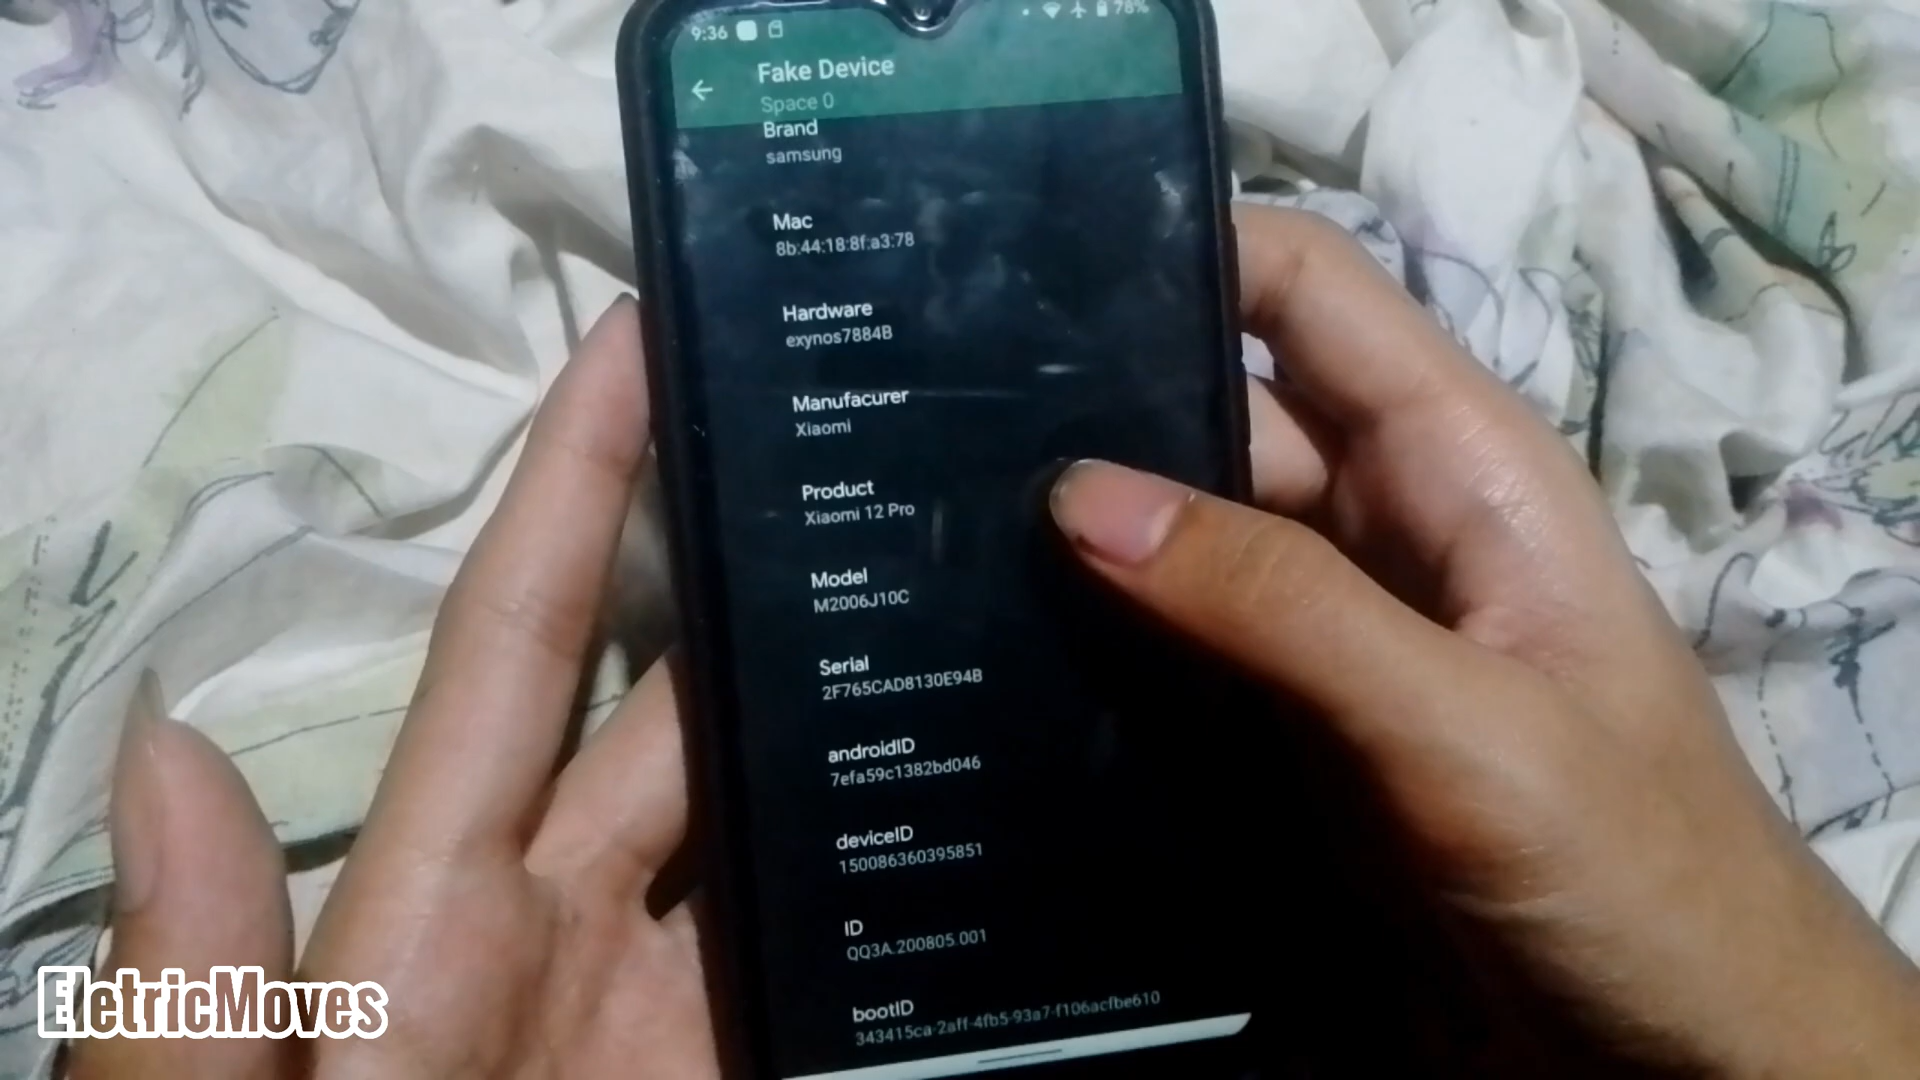 9:36
78%
Fake Device
Space 0
Brand
samsung
Mac
8b:44:18:8f:a3:78
Hardware
exynos7884B
Manufacurer
Xiaomi
Product
Xiaomi 12 Pro
Model
M2006J10C
Serial
2F765CAD8130E94B
androidID
7efa59c1382bd046
deviceID
150086360395851
ID
QQ3A.200805.001
bootID
343415ca-2aff-4fb5-93a7-f106acfbe610
EletricMoves